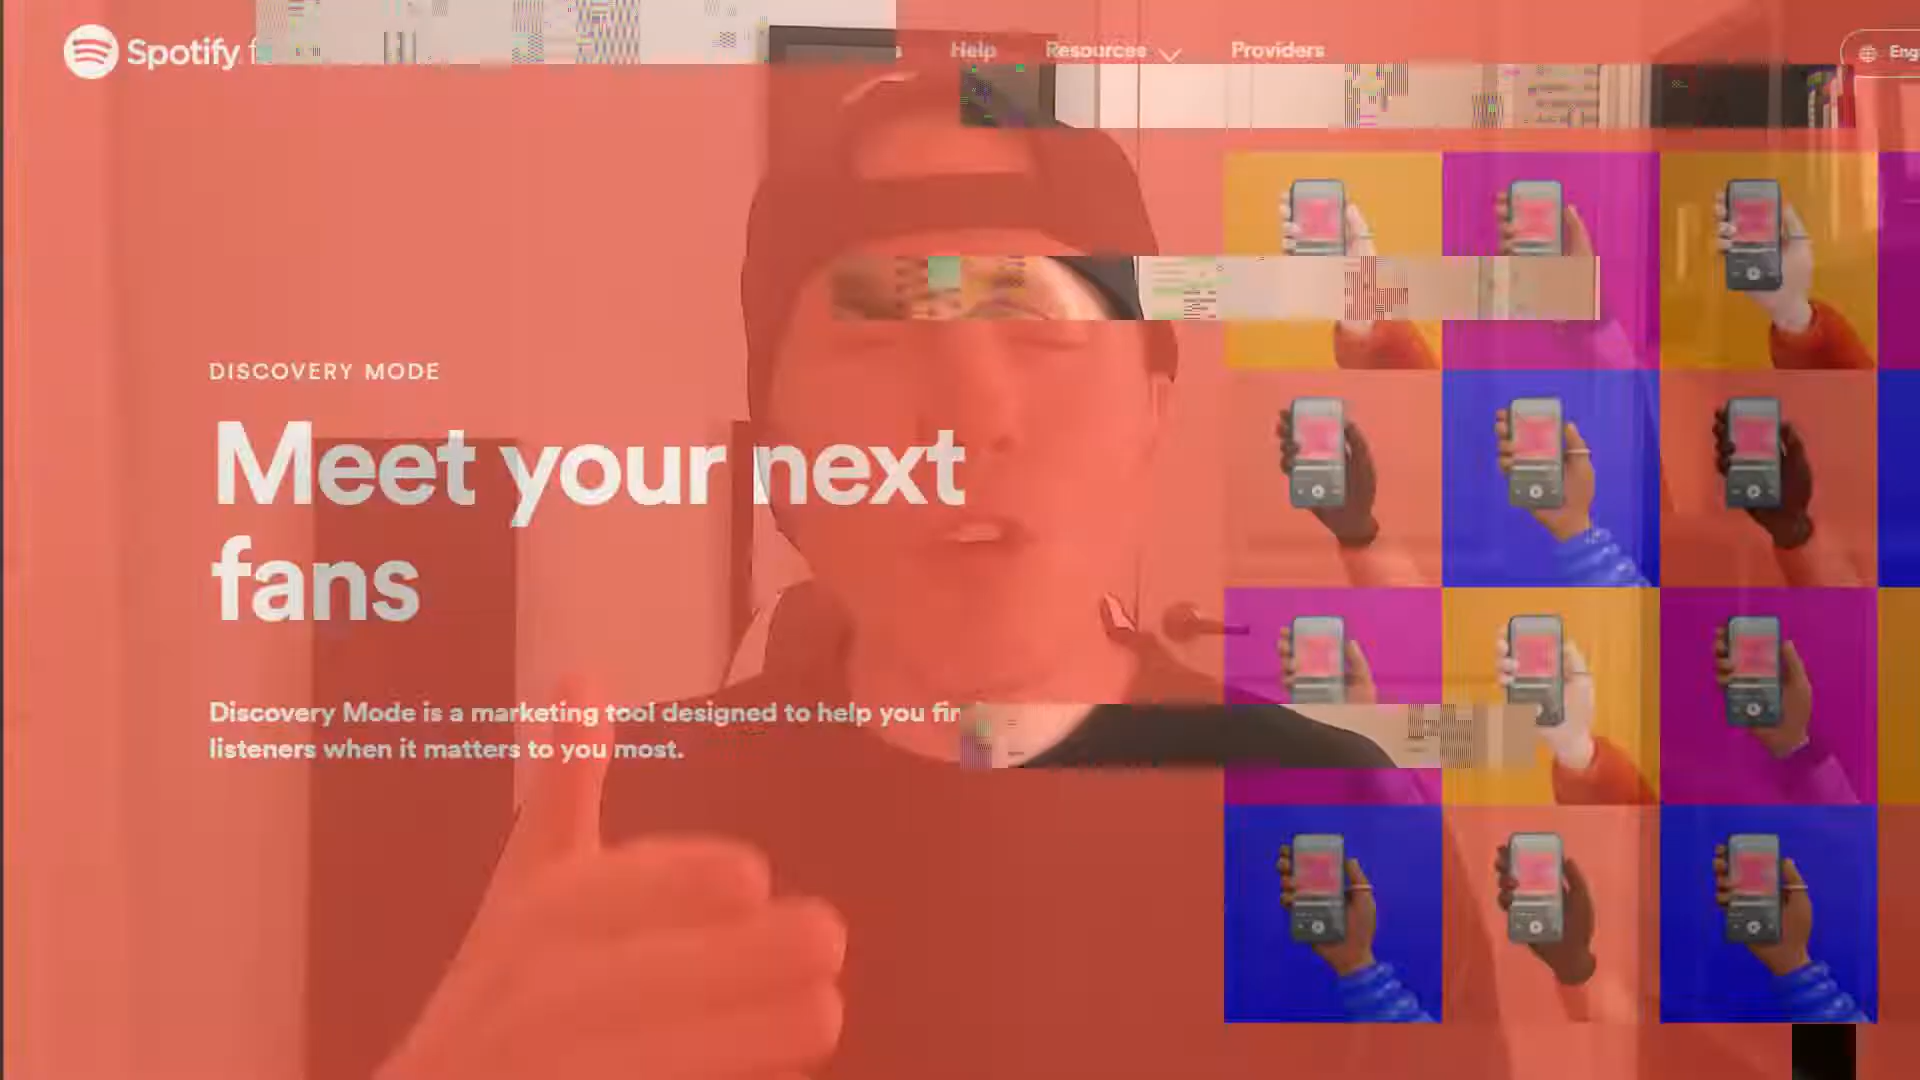 Spotify
Help Resources Providers
DISCOVERY MODE
Meet your next
fans
Discovery Mode is a marketing tool designed to help you
listeners when it matters to you most.